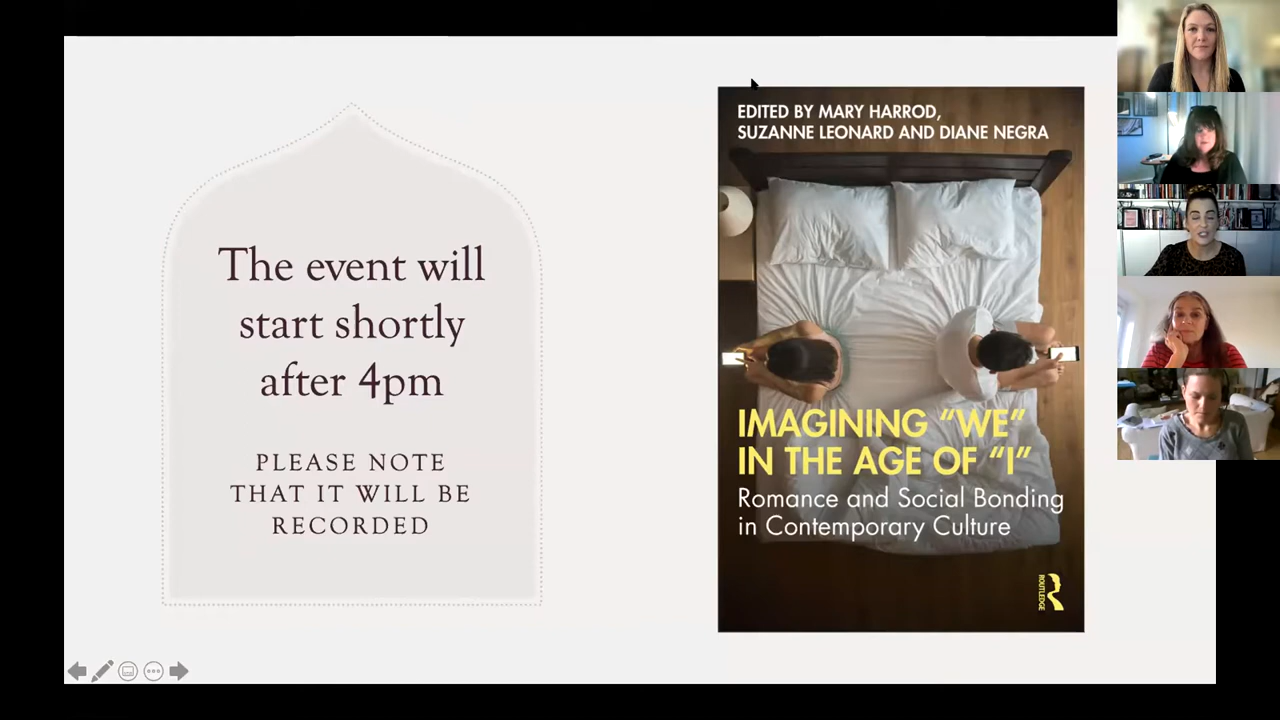 The event will
start shortly
after 4pm
PLEASE NOTE
THAT IT WILL BE
RECORDED
EDITED BY MARY HARROD,
SUZANNE LEONARD AND DIANE NEGRA
IMAGINING “WE”
IN THE AGE OF “I”
Romance and Social Bonding
in Contemporary Culture
ROUTLEDGE